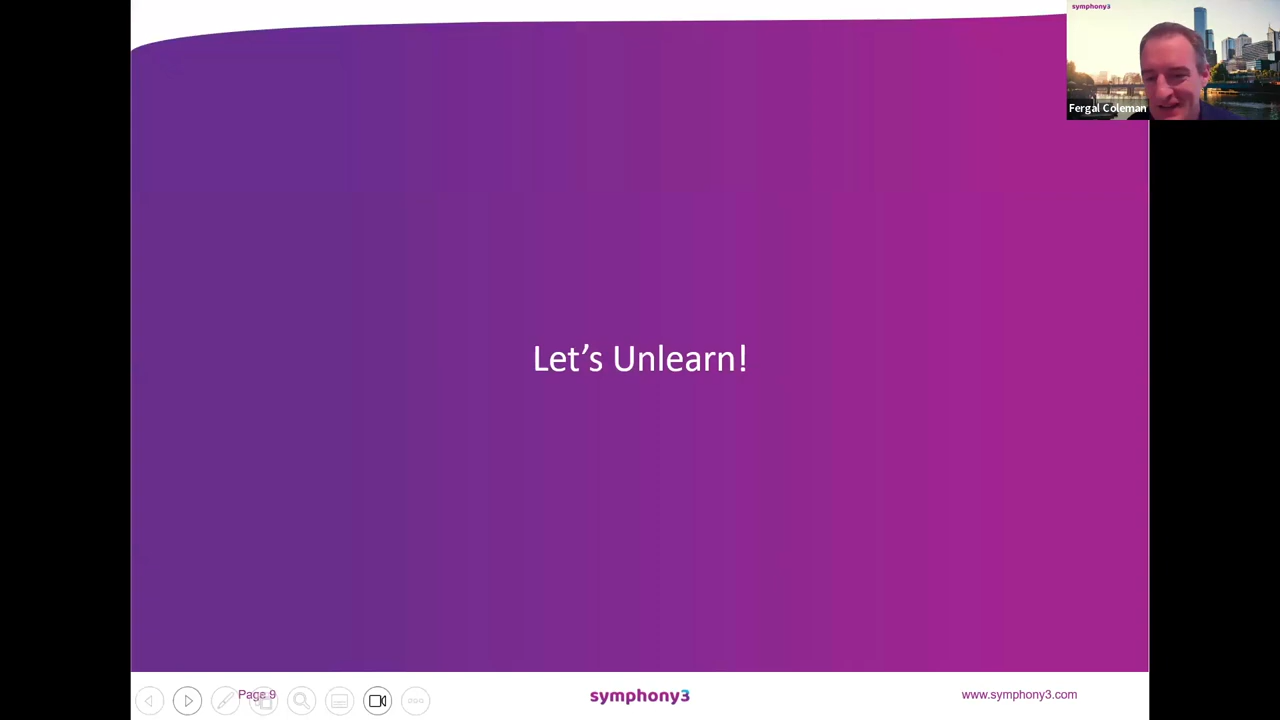 symphony3
Fergal Coleman
Let’s Unlearn!
Page 9
symphony3
www.symphony3.com